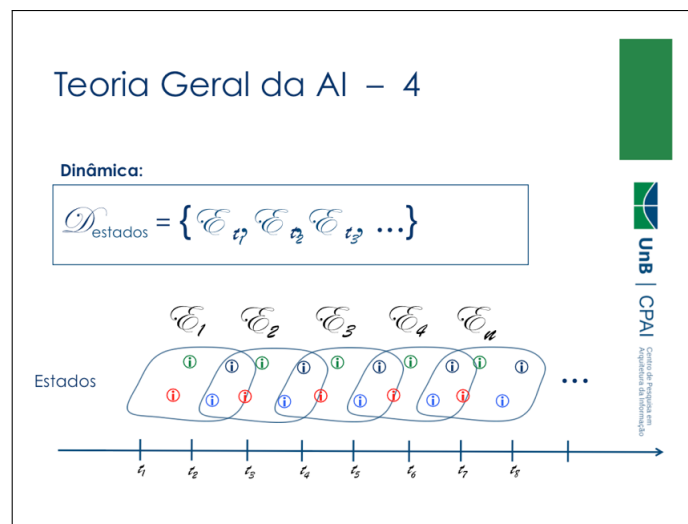 Teoria Geral da AI – 4
Dinâmica:
𝒟estados = { ℰt1, ℰt2, ℰt3, ...}
ℰ1 ℰ2 ℰ3 ℰ4 ℰn
Estados
i i i i i i i i i
i i i i i i i i i
...
t1 t2 t3 t4 t5 t6 t7 t8
UnB | CPAI
Centro de Pesquisa em
Arquitetura da Informação